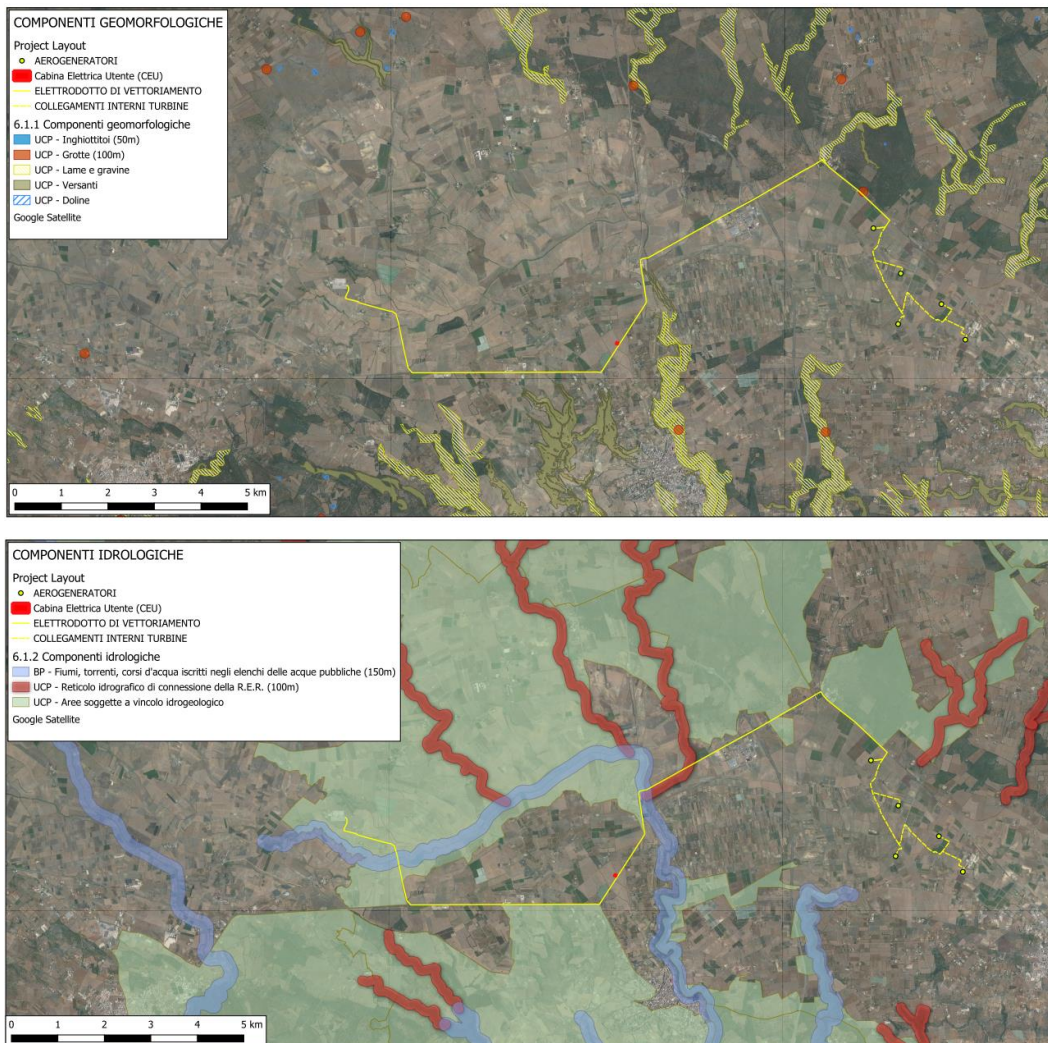 COMPONENTI GEOMORFOLOGICHE
Project Layout
AEROGENERATORI
Cabina Elettrica Utente (CEU)
ELETTRODOTTO DI VETTORIAMENTO
COLLEGAMENTI INTERNI TURBINE
6.1.1 Componenti geomorfologiche
UCP - Inghiottitoi (50m)
UCP - Grotte (100m)
UCP - Lame e gravine
UCP - Versanti
UCP - Doline
Google Satellite
0 1 2 3 4 5 km
COMPONENTI IDROLOGICHE
Project Layout
AEROGENERATORI
Cabina Elettrica Utente (CEU)
ELETTRODOTTO DI VETTORIAMENTO
COLLEGAMENTI INTERNI TURBINE
6.1.2 Componenti idrologiche
BP - Fiumi, torrenti, corsi d'acqua iscritti negli elenchi delle acque pubbliche (150m)
UCP - Reticolo idrografico di connessione della R.E.R. (100m)
UCP - Aree soggette a vincolo idrogeologico
Google Satellite
0 1 2 3 4 5 km